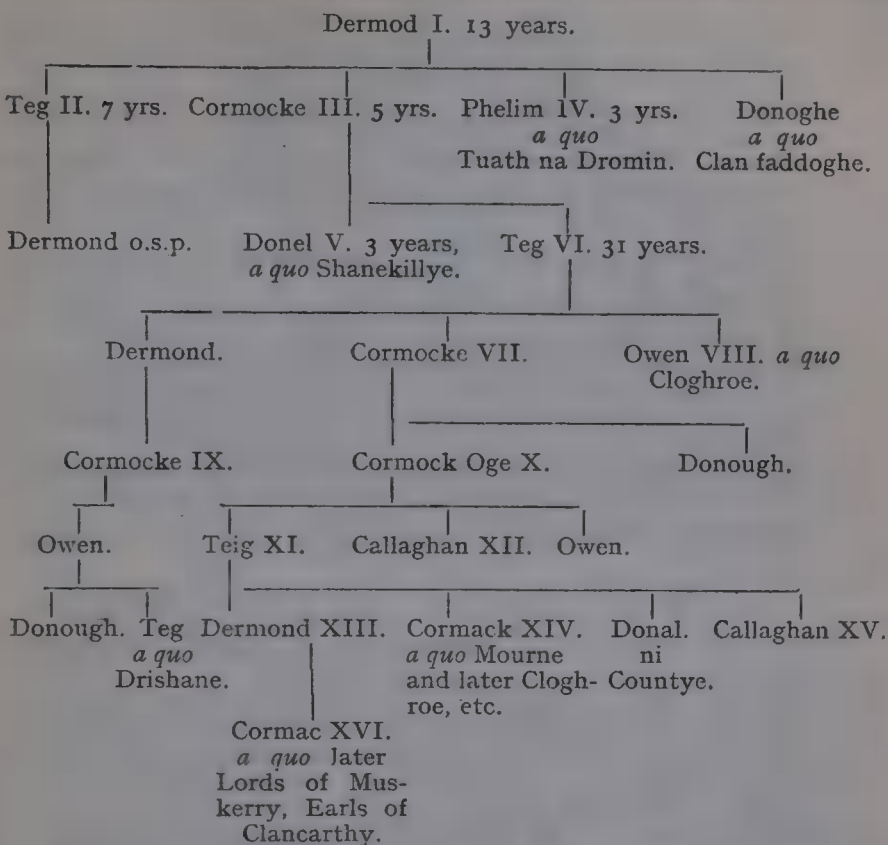 Dermod I. 13 years.
Teg II. 7 yrs. Cormocke III. 5 yrs. Phelim IV. 3 yrs. Donoghe
a quo a quo
Tuath na Dromin. Clan faddoghe.
Dermond o.s.p. Donel V. 3 years, Teg VI. 31 years.
a quo Shanekillye.
Dermond. Cormocke VII. Owen VIII. a quo
Cloghroe.
Cormocke IX. Cormock Oge X. Donough.
Owen. Teig XI. Callaghan XII. Owen.
Donough. Teg Dermond XIII. Cormack XIV. Donal. Callaghan XV.
a quo a quo Mourne ni
Drishane. and later Clogh- Countye.
roe, etc.
Cormac XVI.
a quo later
Lords of Mus-
kerry, Earls of
Clancarthy.